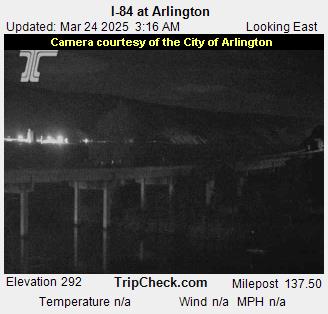 I-84 at Arlington
Updated: Mar 24 2025 3:16 AM Looking East
Camera courtesy of the City of Arlington
Elevation 292 TripCheck.com Milepost 137.50
Temperature n/a Wind n/a MPH n/a